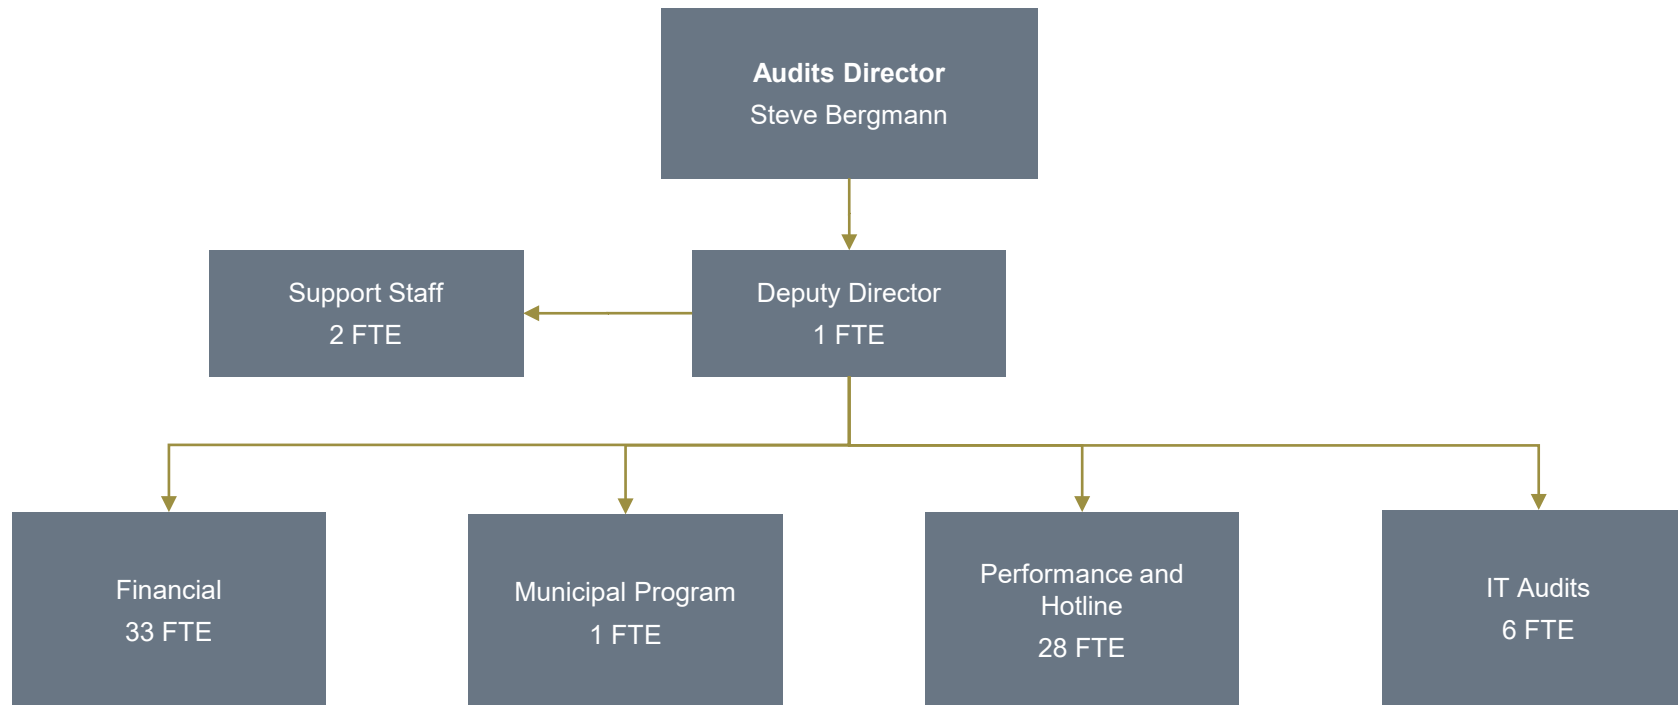 Audits Director
Steve Bergmann
Support Staff
2 FTE
Deputy Director
1 FTE
Financial
33 FTE
Municipal Program
1 FTE
Performance and
Hotline
28 FTE
IT Audits
6 FTE